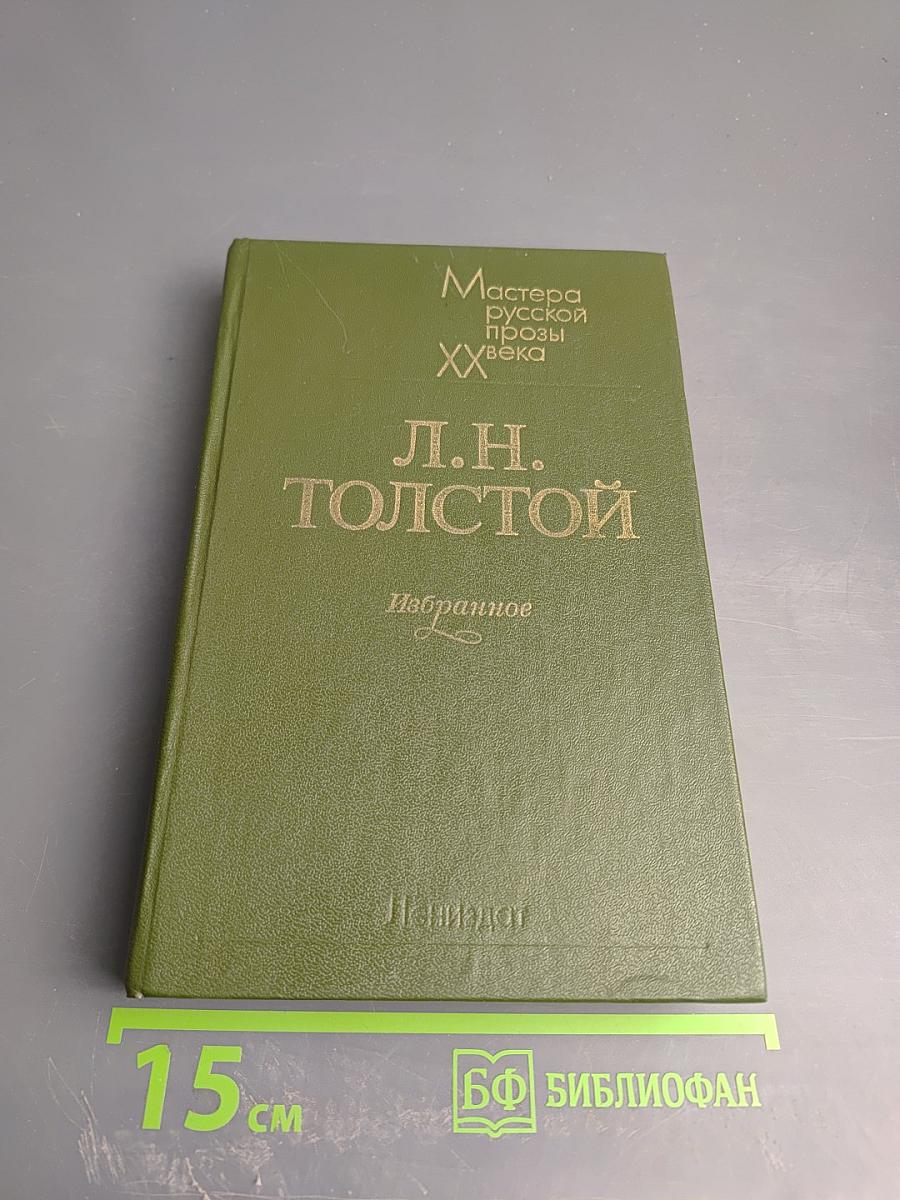 Мастера
русской
прозы
XX века
Л.Н.
ТОЛСТОЙ
Избранное
Лениздат
15 см
БФ БИБЛИОФАН